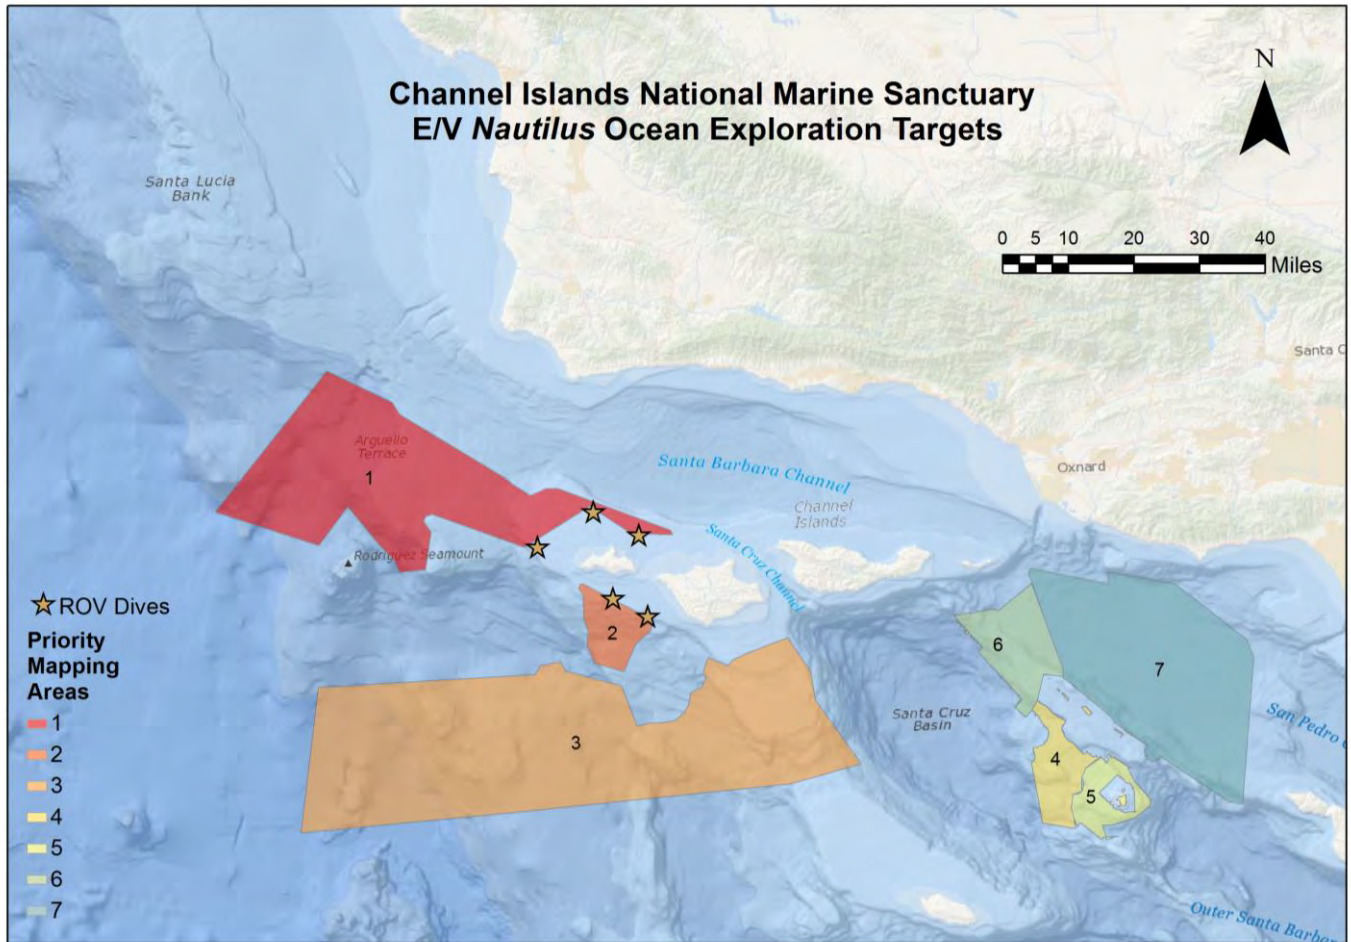 Channel Islands National Marine Sanctuary
E/V Nautilus Ocean Exploration Targets
N
0 5 10 20 30 40
Miles
Santa Lucia
Bank
Santa C
Arguello
Terrace
1
Santa Barbara Channel
Oxnard
Channel
Islands
Santa Cruz Channel
Rodriguez Seamount
2
3
Santa Cruz
Basin
6
7
4
5
San Pedro C
Outer Santa Barbar
ROV Dives
Priority
Mapping
Areas
1
2
3
4
5
6
7